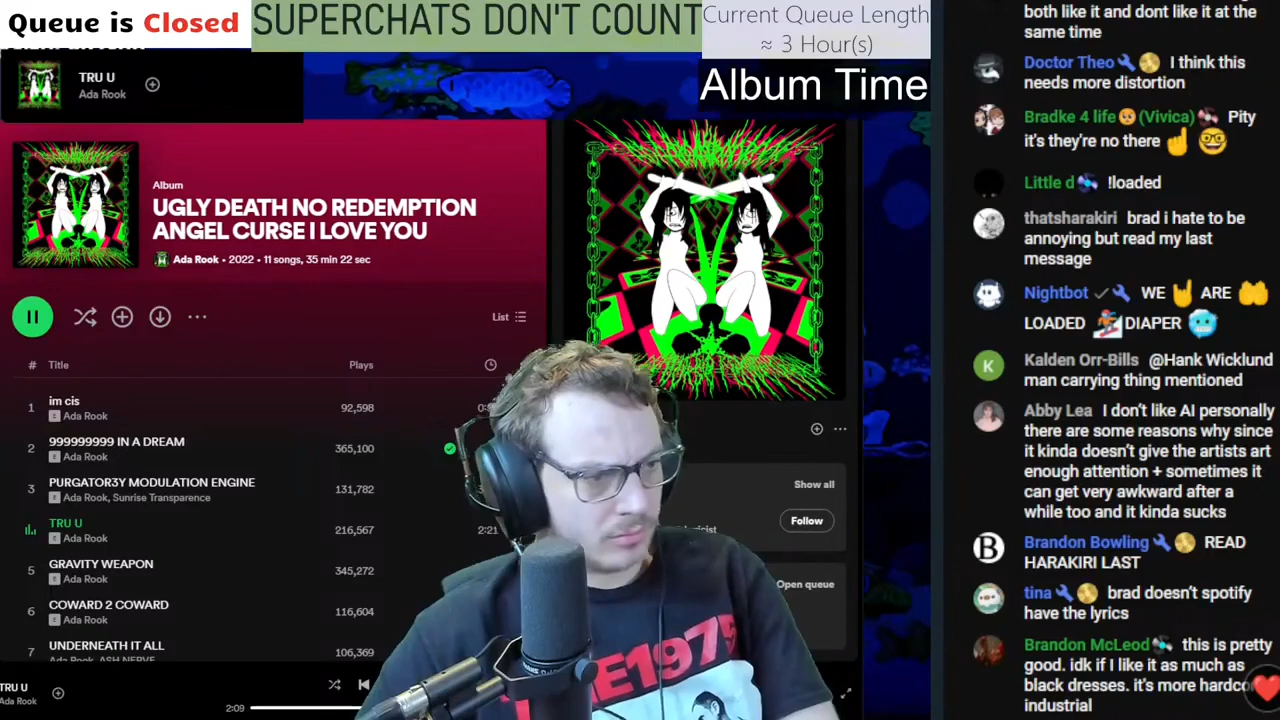 Queue is Closed
SUPERCHATS DON'T COUNT
Current Queue Length
≈ 3 Hour(s)
Album Time
TRU U
Ada Rook
Album
UGLY DEATH NO REDEMPTION
ANGEL CURSE I LOVE YOU
Ada Rook • 2022 • 11 songs, 35 min 22 sec
List
# Title Plays
1 im cis 92,598
E Ada Rook
2 999999999 IN A DREAM 365,100
E Ada Rook
3 PURGATOR3Y MODULATION ENGINE 131,782
E Ada Rook, Sunrise Transparence
TRU U 216,567 2:21
E Ada Rook
5 GRAVITY WEAPON 345,272
E Ada Rook
6 COWARD 2 COWARD 116,604
E Ada Rook
7 UNDERNEATH IT ALL 106,369
Ada Rook, ASH NERVE
TRU U
Ada Rook
2:09
Show all
Follow
Open queue
THE 1975
both like it and dont like it at the
same time
Doctor Theo I think this
needs more distortion
Bradke 4 life (Vivica) Pity
it's they're no there
Little d !loaded
thatsharakiri brad i hate to be
annoying but read my last
message
Nightbot WE ARE
LOADED DIAPER
K Kalden Orr-Bills @Hank Wicklund
man carrying thing mentioned
Abby Lea I don't like AI personally
there are some reasons why since
it kinda doesn't give the artists art
enough attention + sometimes it
can get very awkward after a
while too and it kinda sucks
B Brandon Bowling READ
HARAKIRI LAST
tina brad doesn't spotify
have the lyrics
Brandon McLeod this is pretty
good. idk if I like it as much as
black dresses. it's more hardco
industrial